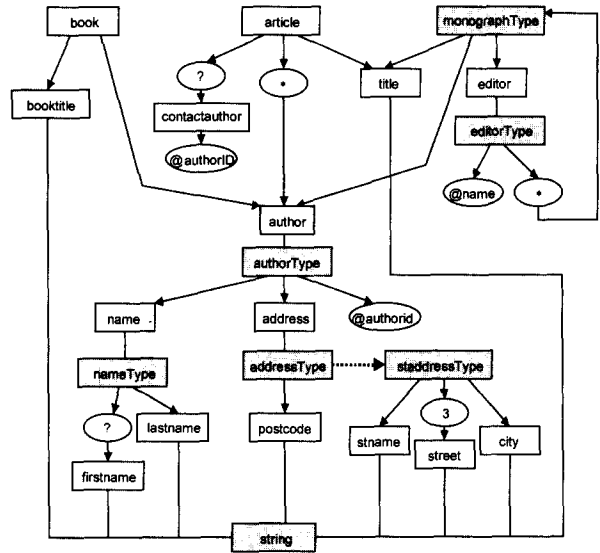 book
article
monographType
?
*
title
editor
booktitle
contactauthor
editorType
@authorID
@name
*
author
authorType
name
address
@authorid
nameType
addressType
staddressType
?
lastname
postcode
stname
3
city
firstname
street
string